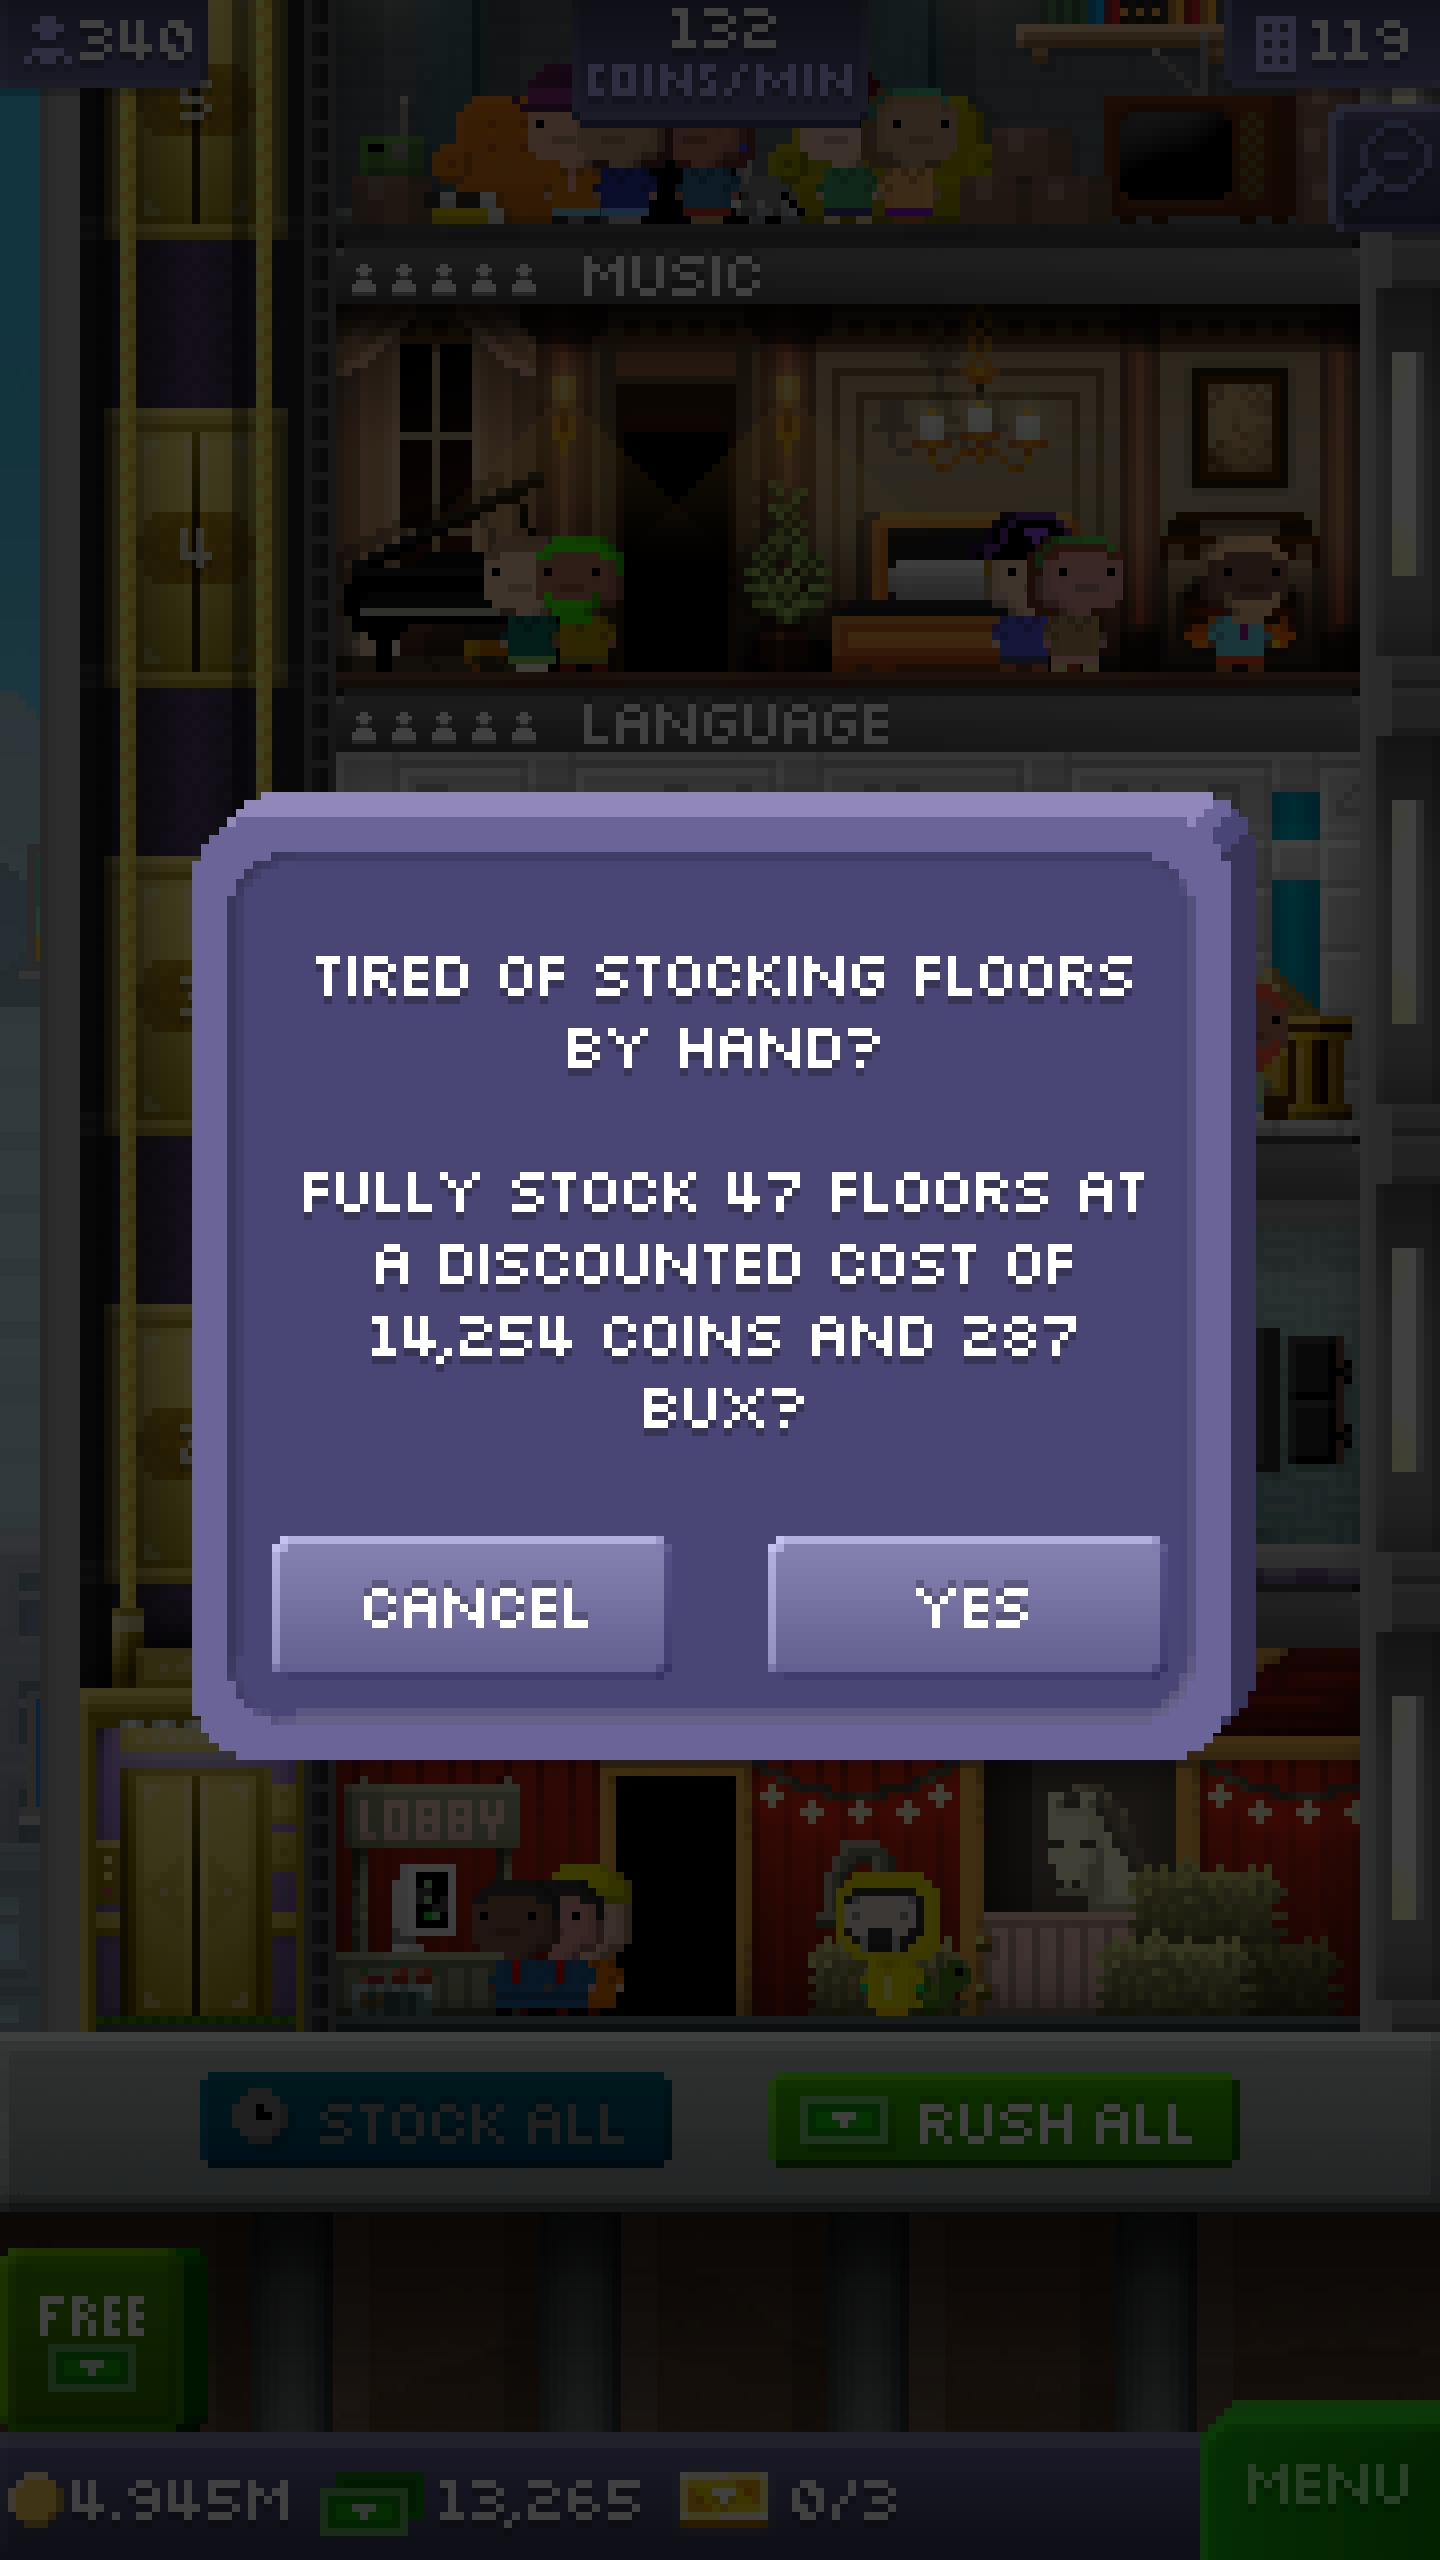 340
132
COINS/MIN
119
5
MUSIC
4
LANGUAGE
TIRED OF STOCKING FLOORS
BY HAND?
FULLY STOCK 47 FLOORS AT
A DISCOUNTED COST OF
14,254 COINS AND 287
BUX?
CANCEL
YES
LOBBY
STOCK ALL
RUSH ALL
FREE
4.945M
13,265
0/3
MENU